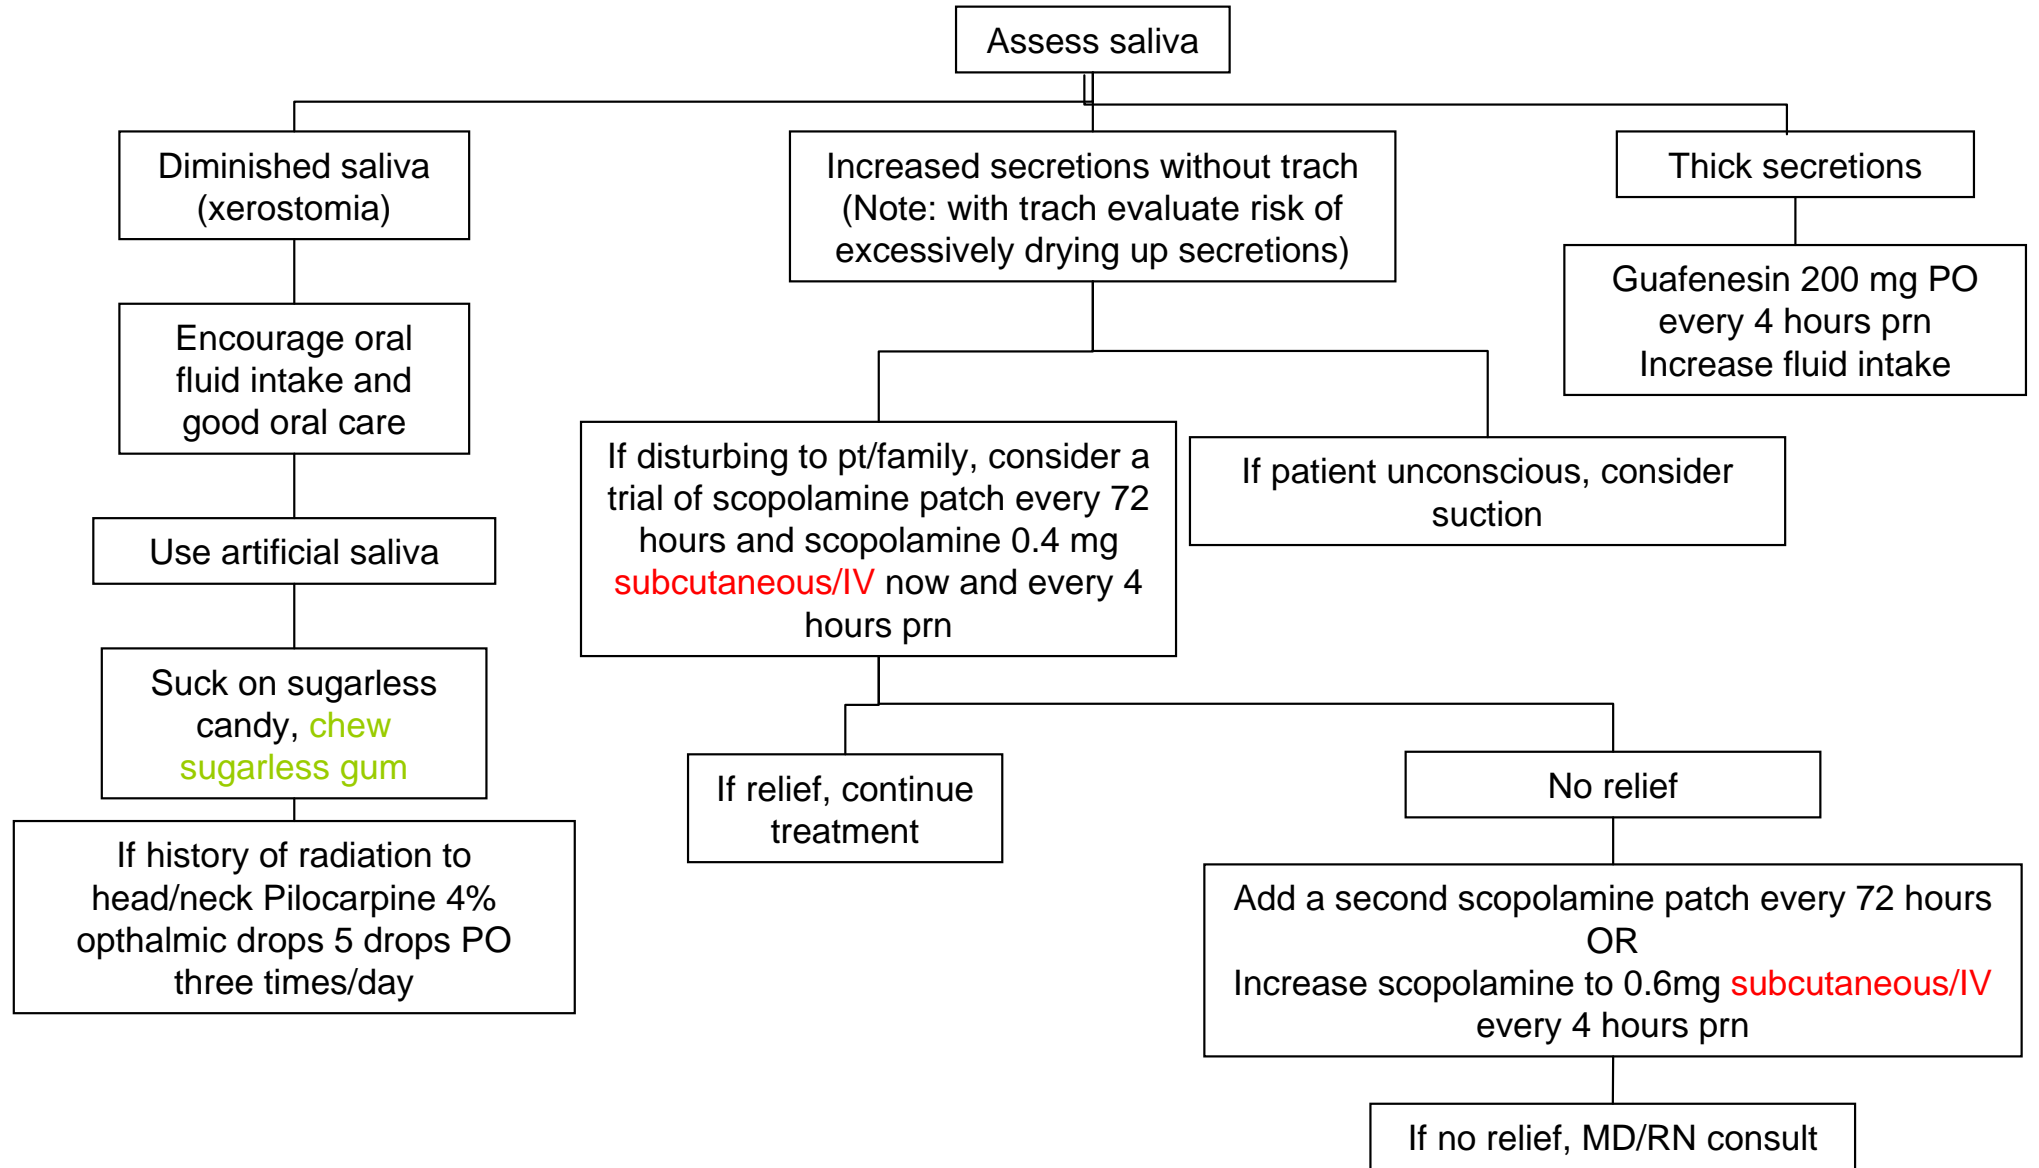 Assess saliva
Diminished saliva
(xerostomia)
Encourage oral
fluid intake and
good oral care
Use artificial saliva
Suck on sugarless
candy, chew
sugarless gum
If history of radiation to
head/neck Pilocarpine 4%
opthalmic drops 5 drops PO
three times/day
Increased secretions without trach
(Note: with trach evaluate risk of
excessively drying up secretions)
If disturbing to pt/family, consider a
trial of scopolamine patch every 72
hours and scopolamine 0.4 mg
subcutaneous/IV now and every 4
hours prn
If relief, continue
treatment
No relief
Add a second scopolamine patch every 72 hours
OR
Increase scopolamine to 0.6mg subcutaneous/IV
every 4 hours prn
If no relief, MD/RN consult
If patient unconscious, consider
suction
Thick secretions
Guafenesin 200 mg PO
every 4 hours prn
Increase fluid intake